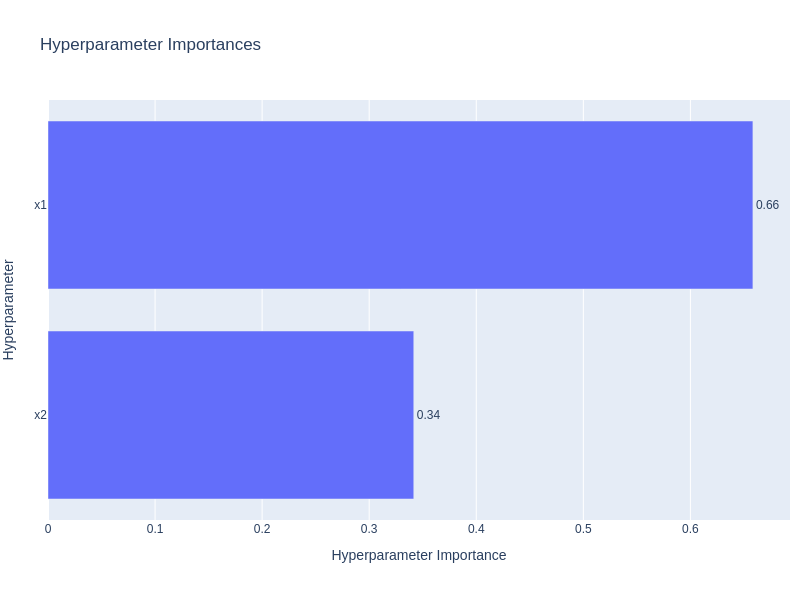 Hyperparameter Importances
Hyperparameter
x1
0.66
x2
0.34
0 0.1 0.2 0.3 0.4 0.5 0.6
Hyperparameter Importance